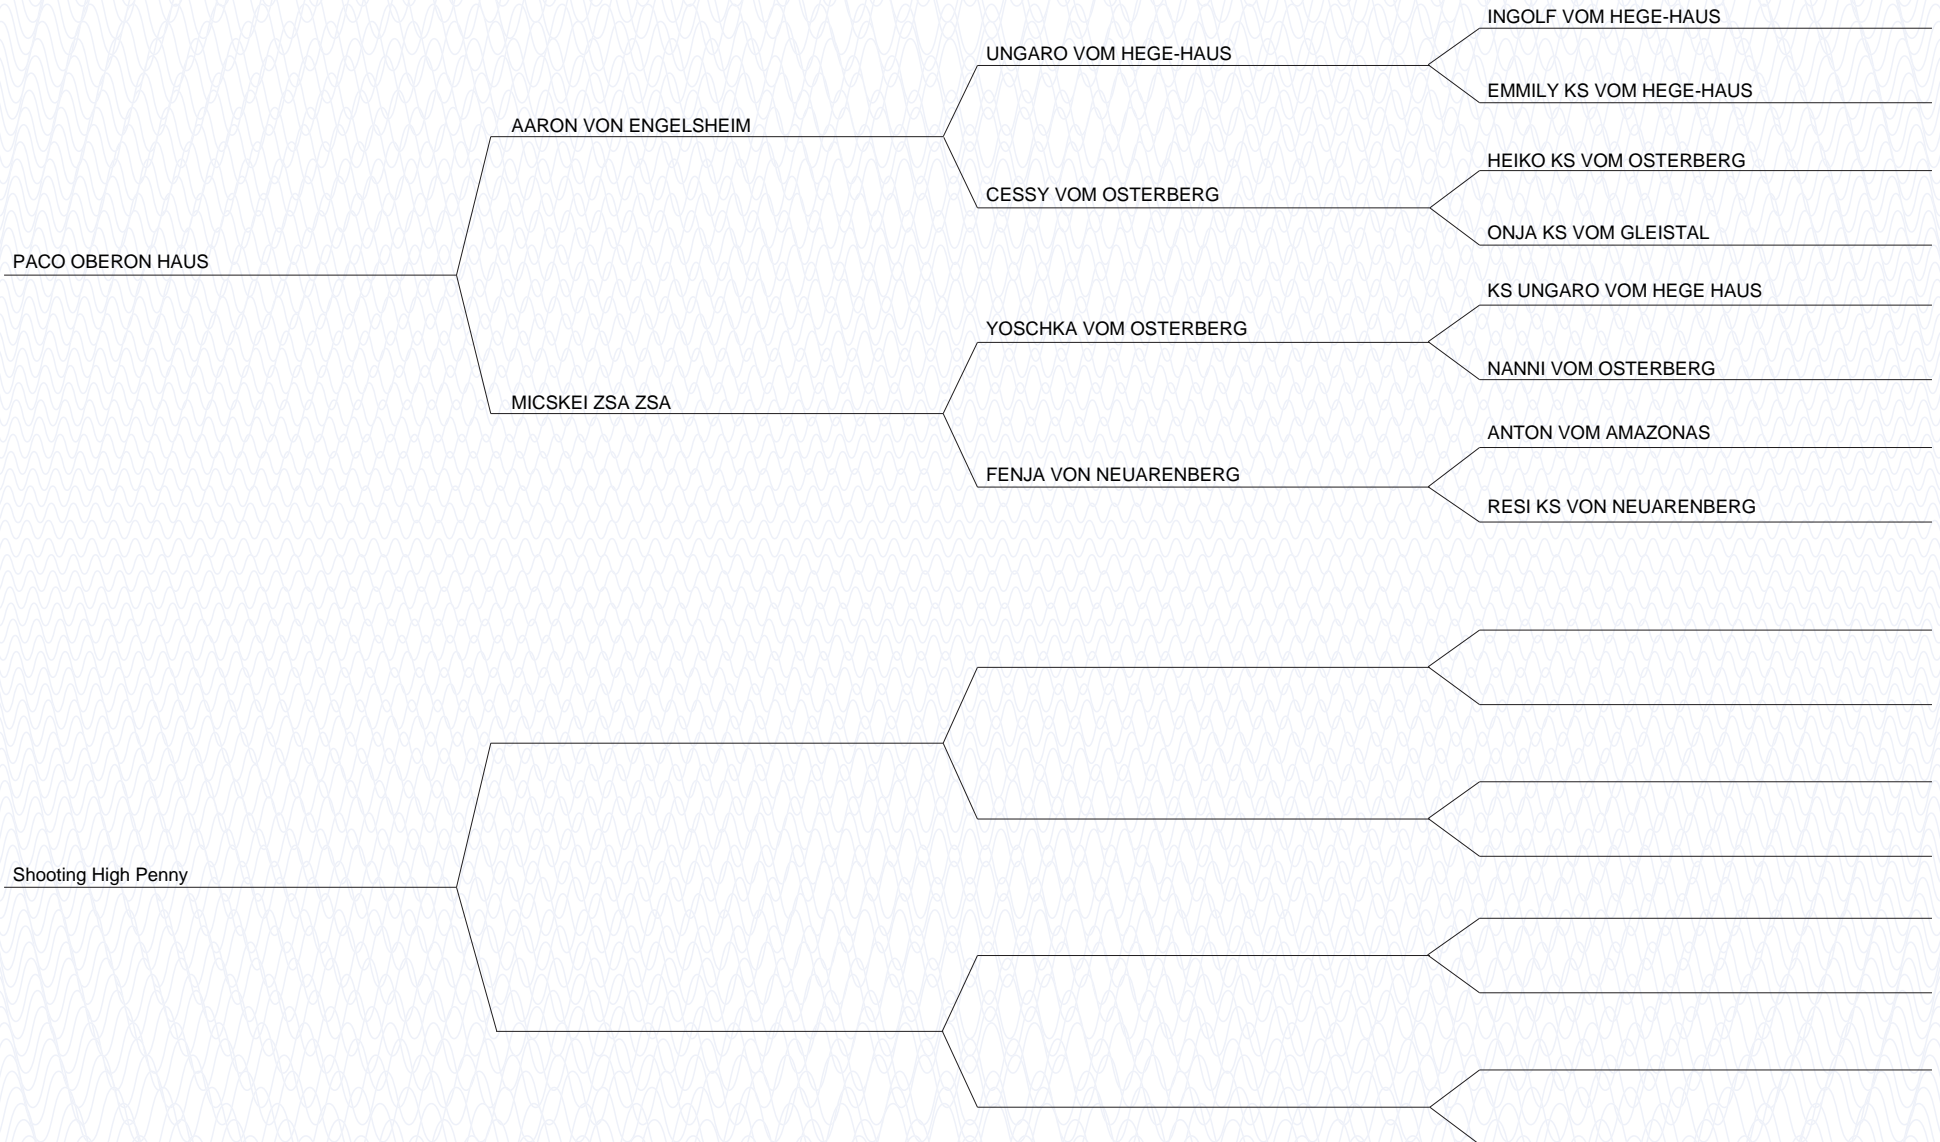 INGOLF VOM HEGE-HAUS
UNGARO VOM HEGE-HAUS
EMMILY KS VOM HEGE-HAUS
AARON VON ENGELSHEIM
HEIKO KS VOM OSTERBERG
CESSY VOM OSTERBERG
ONJA KS VOM GLEISTAL
PACO OBERON HAUS
KS UNGARO VOM HEGE HAUS
YOSCHKA VOM OSTERBERG
NANNI VOM OSTERBERG
MICSKEI ZSA ZSA
ANTON VOM AMAZONAS
FENJA VON NEUARENBERG
RESI KS VON NEUARENBERG
Shooting High Penny